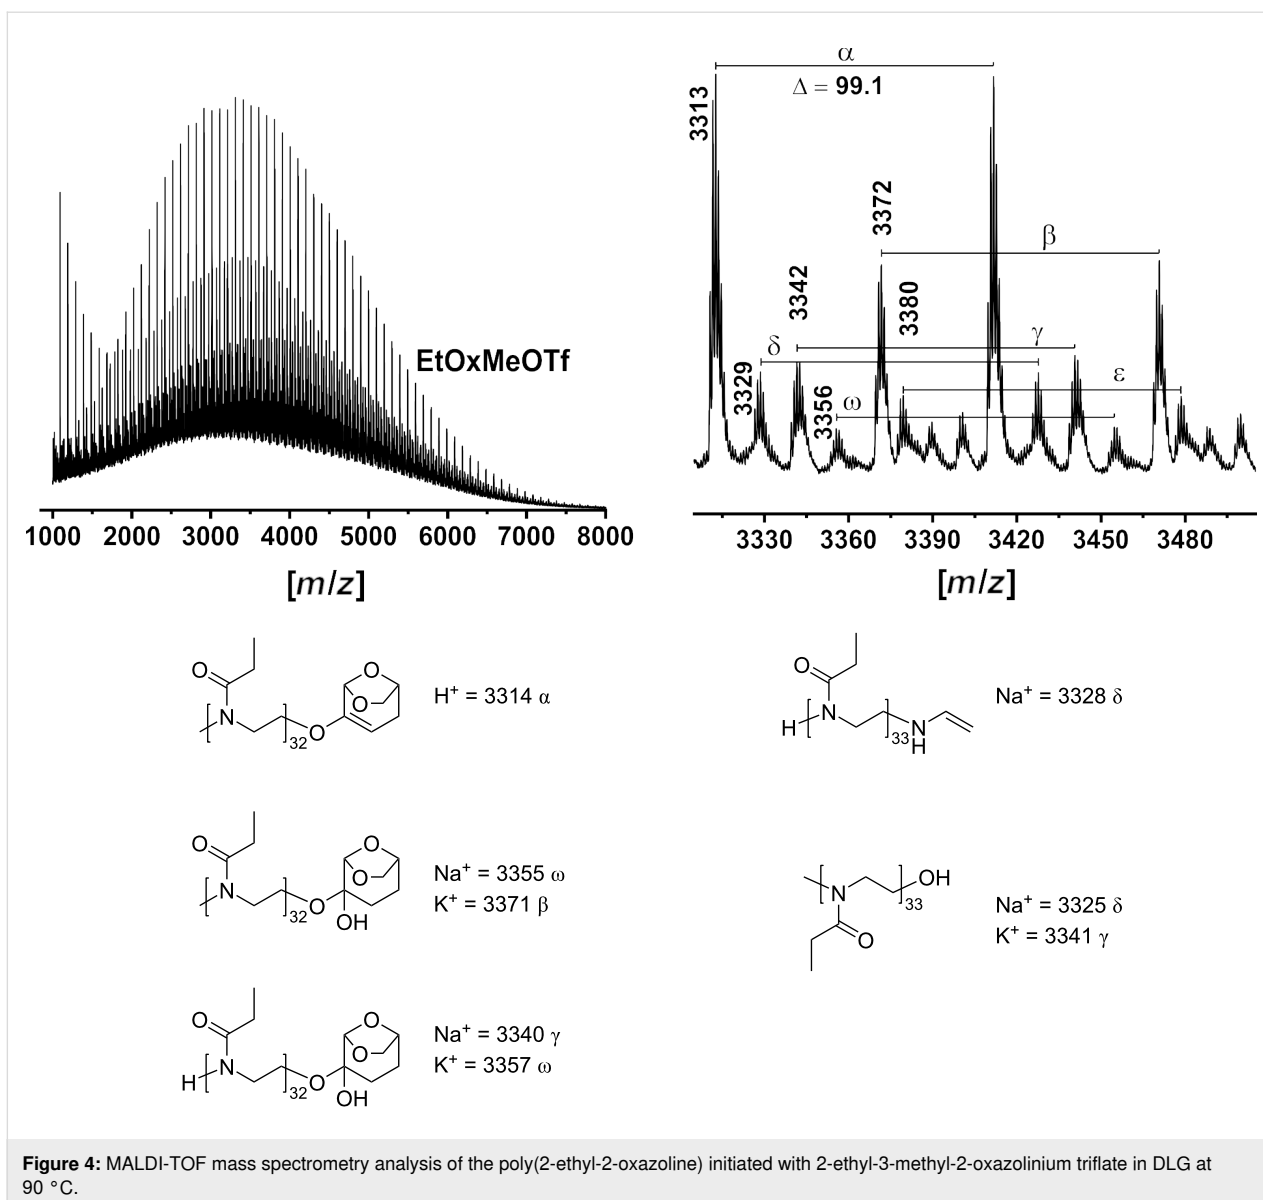 α
Δ = 99.1
3313
3372
β
3342
3380
γ
δ
3329
ε
3356
ω
EtOxMeOTf
1000 2000 3000 4000 5000 6000 7000 8000
[m/z]
3330 3360 3390 3420 3450 3480
[m/z]
O
O
N
O
32
O
H+ = 3314 α
O
N
H
33
N
H
Na+ = 3328 δ
O
O
N
O
32
O
OH
Na+ = 3355 ω
K+ = 3371 β
N
OH
33
O
Na+ = 3325 δ
K+ = 3341 γ
O
O
N
O
H
32
O
OH
Na+ = 3340 γ
K+ = 3357 ω
Figure 4: MALDI-TOF mass spectrometry analysis of the poly(2-ethyl-2-oxazoline) initiated with 2-ethyl-3-methyl-2-oxazolinium triflate in DLG at
90 °C.